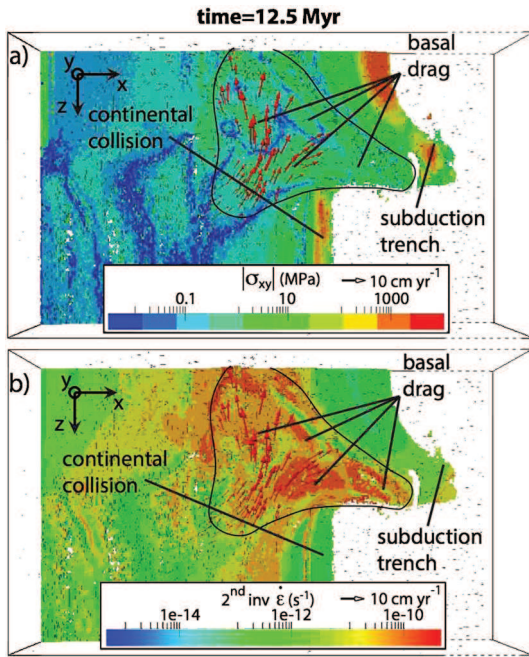 time=12.5 Myr
a)
basal
drag
y
x
z
continental
collision
subduction
trench
|σxy| (MPa) → 10 cm yr⁻¹
0.1 10 1000
b)
basal
drag
y
x
z
continental
collision
subduction
trench
2ⁿᵈ inv ε̇ (s⁻¹) → 10 cm yr⁻¹
1e-14 1e-12 1e-10